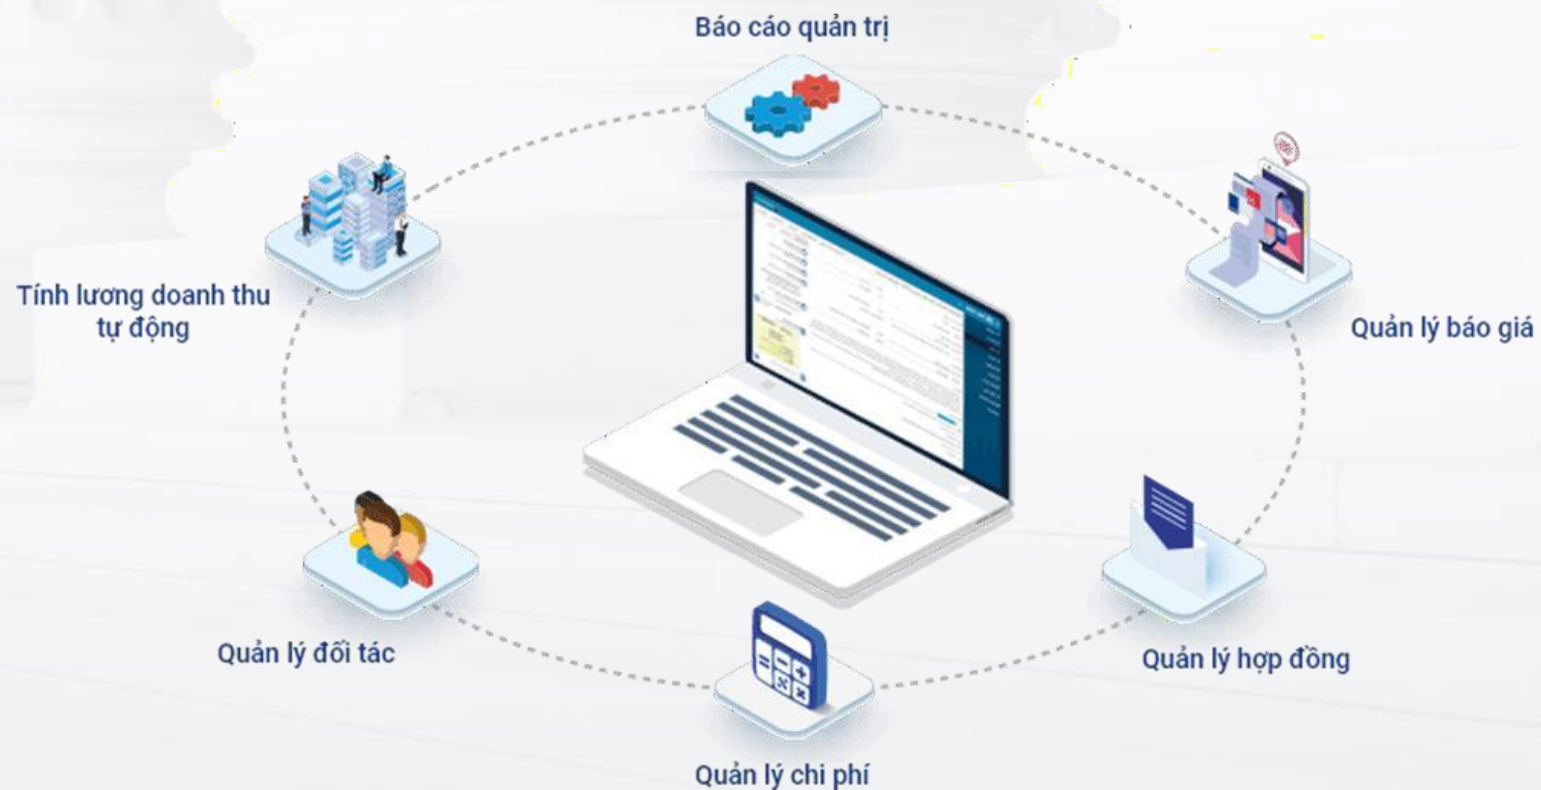 Báo cáo quản trị
Tính lương doanh thu
tự động
Quản lý báo giá
Quản lý đối tác
Quản lý hợp đồng
Quản lý chi phí